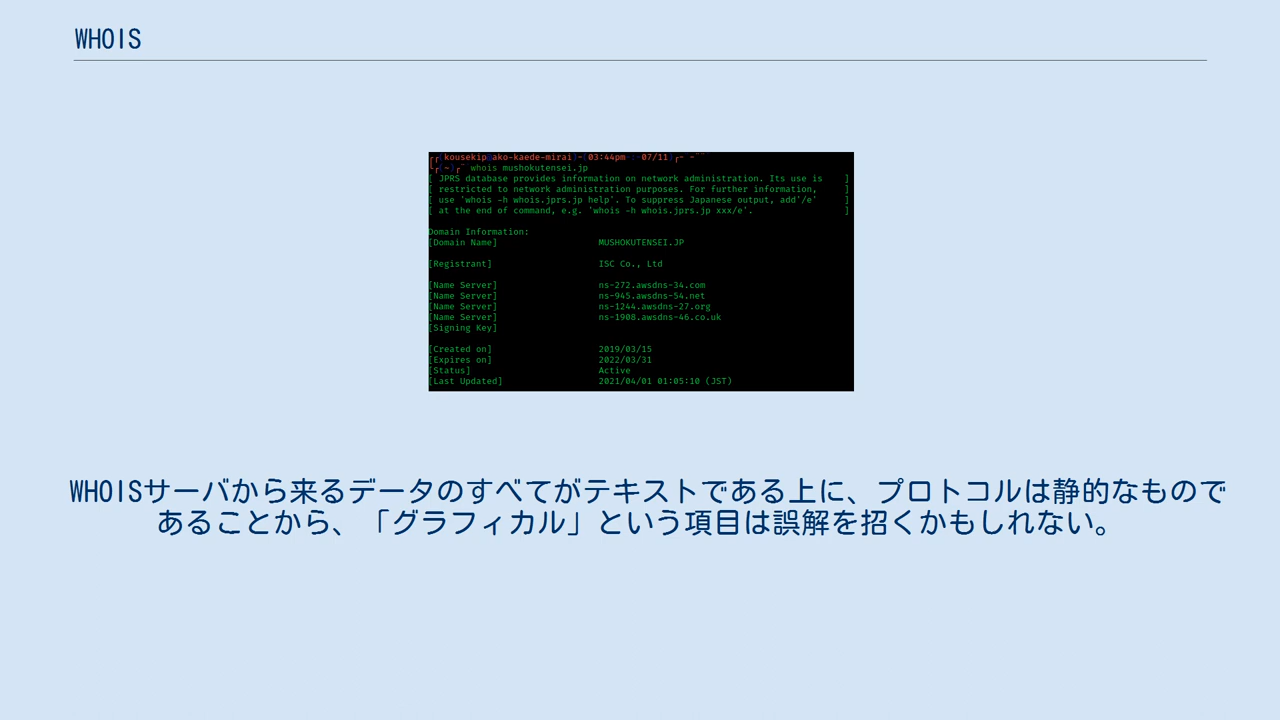 WHOIS
┌┌(kousekip@ako-kaede-mirai)-(03:44pm : 07/11)┌- -""
└┌(~)┌¨ whois mushokutensei.jp
[ JPRS database provides information on network administration. Its use is ]
[ restricted to network administration purposes. For further information, ]
[ use 'whois -h whois.jprs.jp help'. To suppress Japanese output, add'/e' ]
[ at the end of command, e.g. 'whois -h whois.jprs.jp xxx/e'. ]
Domain Information:
[Domain Name] MUSHOKUTENSEI.JP
[Registrant] ISC Co., Ltd
[Name Server] ns-272.awsdns-34.com
[Name Server] ns-945.awsdns-54.net
[Name Server] ns-1244.awsdns-27.org
[Name Server] ns-1908.awsdns-46.co.uk
[Signing Key]
[Created on] 2019/03/15
[Expires on] 2022/03/31
[Status] Active
[Last Updated] 2021/04/01 01:05:10 (JST)
WHOISサーバから来るデータのすべてがテキストである上に、プロトコルは静的なもので
あることから、「グラフィカル」という項目は誤解を招くかもしれない。